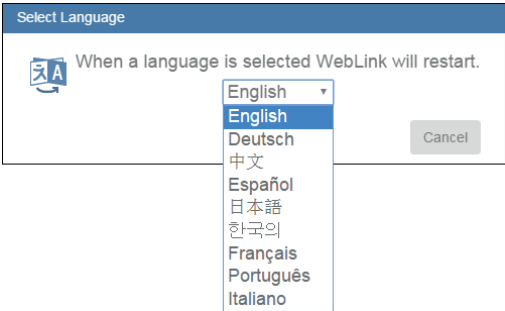 Select Language
When a language is selected WebLink will restart.
English
English
Deutsch
Cancel
中文
Español
日本語
한국의
Français
Português
Italiano